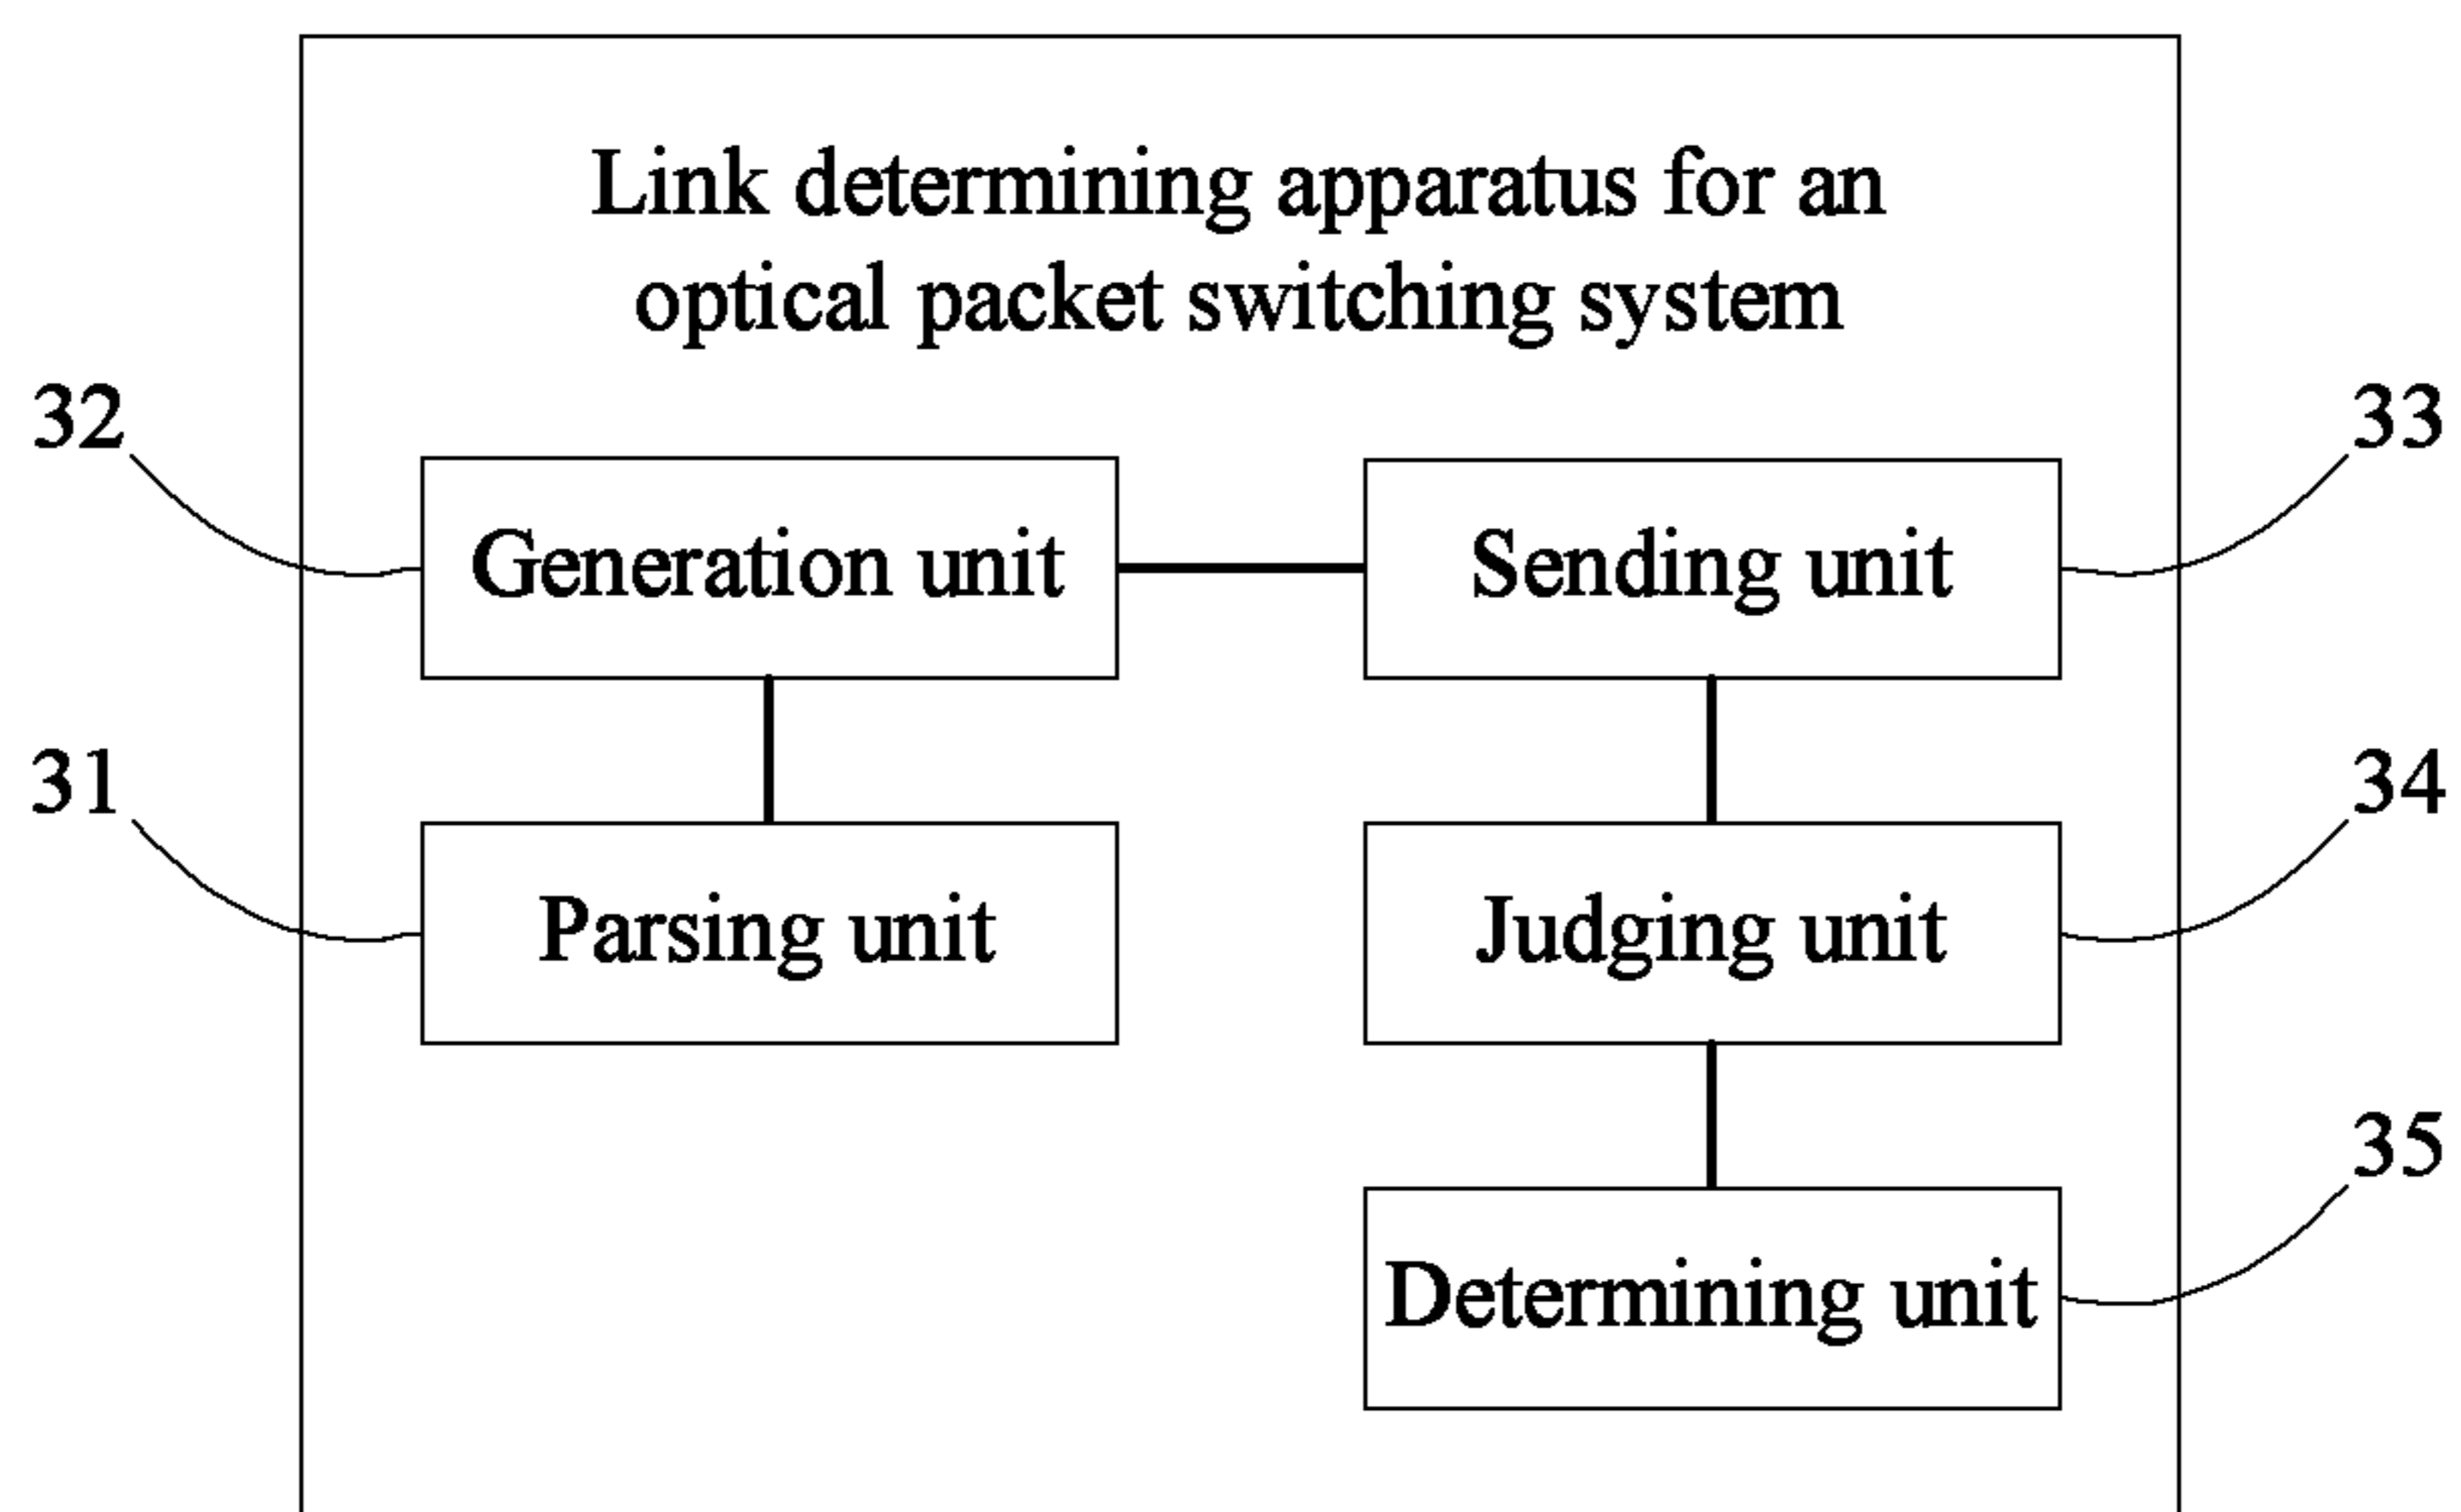 Link determining apparatus for an
optical packet switching system
32
33
Generation unit
Sending unit
31
34
Parsing unit
Judging unit
35
Determining unit